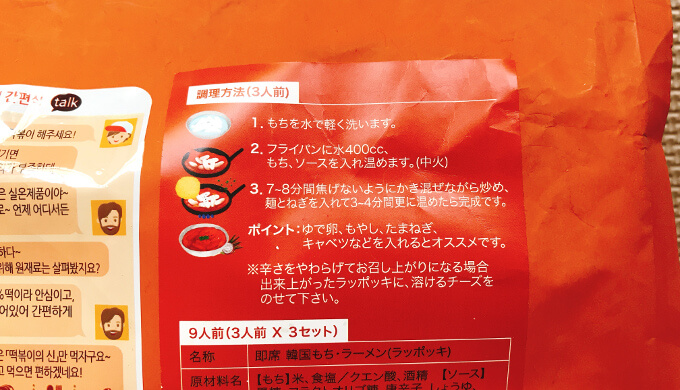 간편식 talk
볶이 해주세요!
실온제품이야~
언제 어디서든
하다~
위해 원재료는 살펴봤지요?
%떡이라 안심이고,
어있어 간편하게
은 「떡볶이의 신」만 먹자구요~
고 먹으면 편하겠네요!
調理方法(3人前)
1. もちを水で軽く洗います。
2. フライパンに水400cc、
もち、ソースを入れ温めます。(中火)
3. 7~8分間焦げないようにかき混ぜながら炒め、
麺とねぎを入れて3~4分間更に温めたら完成です。
ポイント:ゆで卵、もやし、たまねぎ、
キャベツなどを入れるとオススメです。
※辛さをやわらげてお召し上がりになる場合
出来上がったラッポッキに、溶けるチーズを
のせて下さい。
9人前(3人前 X 3セット)
名称 即席 韓国もち・ラーメン(ラッポッキ)
原材料名 【もち】米、食塩/クエン酸、酒精 【ソース】